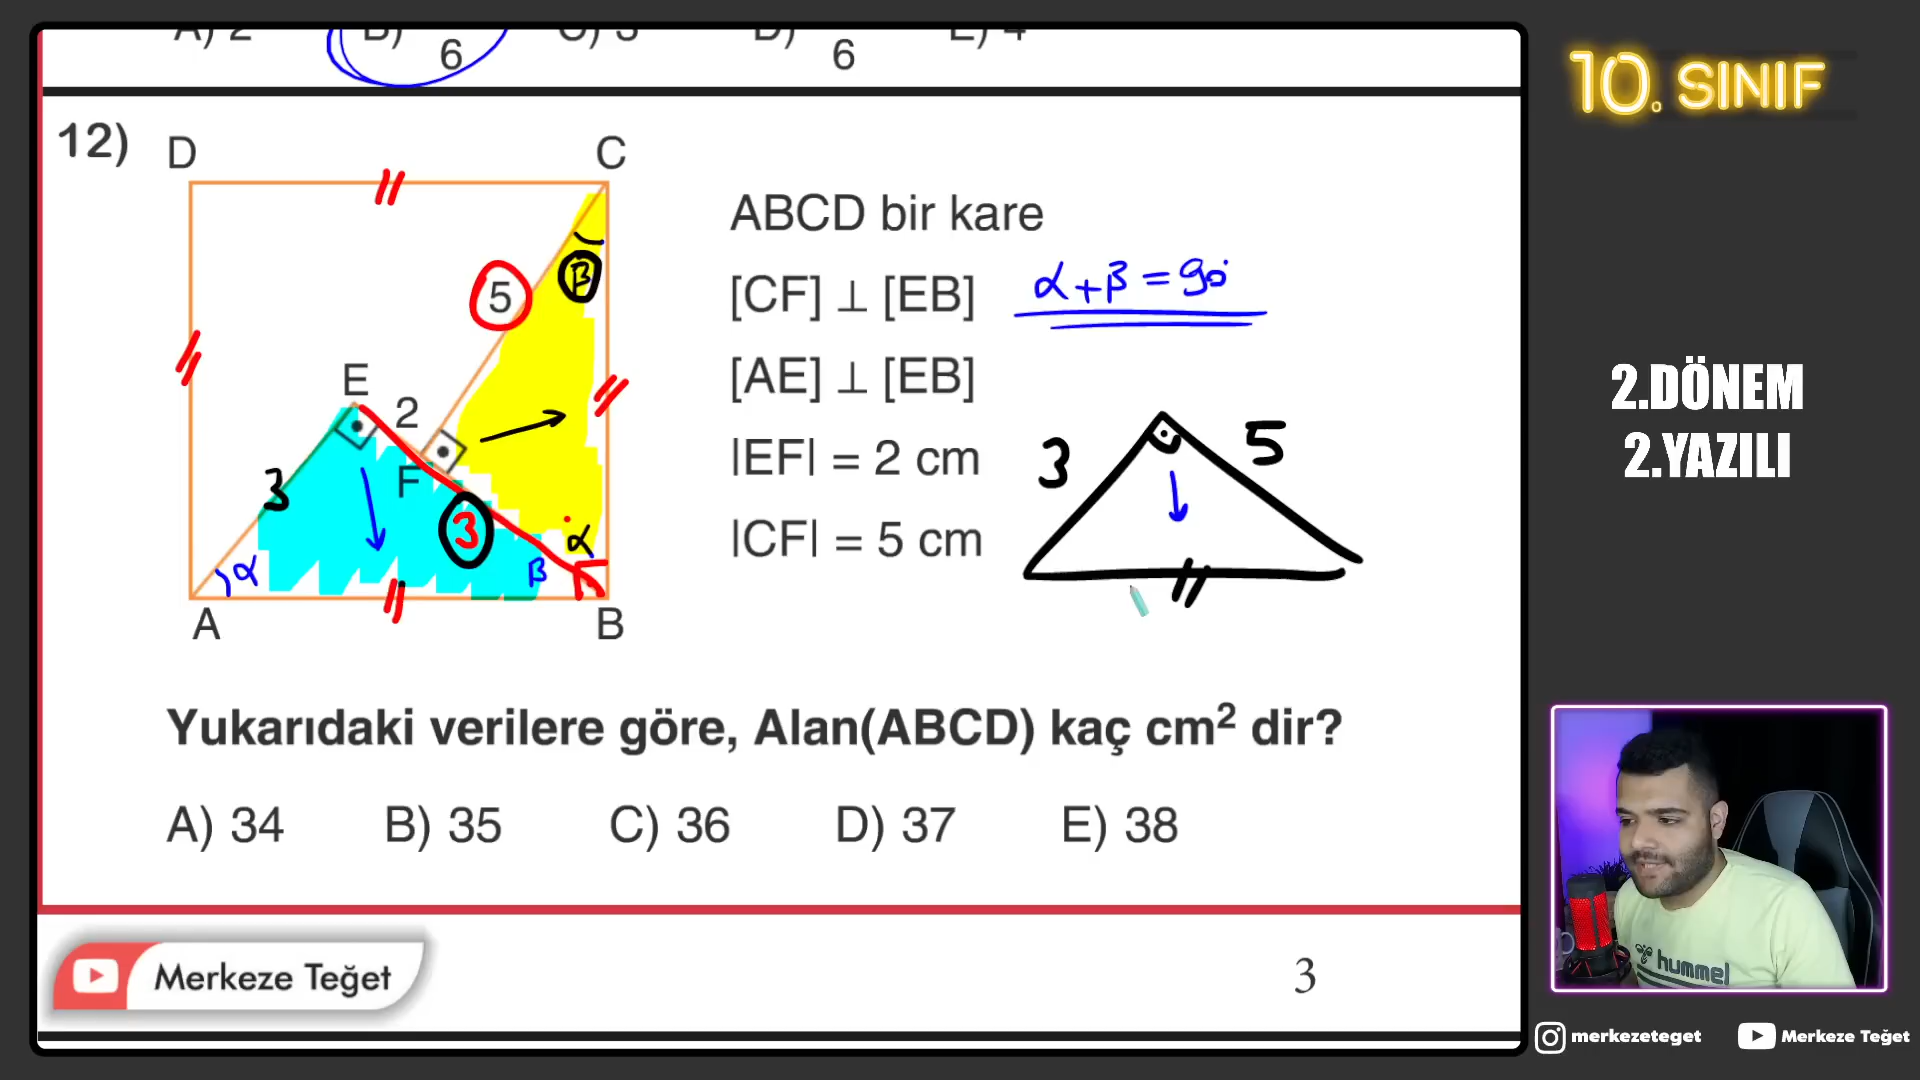 6
6
10. SINIF
12)
D
C
ABCD bir kare
5
β
[CF] ⊥ [EB]
α+β=90°
E
2
[AE] ⊥ [EB]
2.DÖNEM
2.YAZILI
F
|EF| = 2 cm
3
5
3
3
α
|CF| = 5 cm
α
β
A
B
Yukarıdaki verilere göre, Alan(ABCD) kaç cm² dir?
A) 34 B) 35 C) 36 D) 37 E) 38
hummel
Merkeze Teğet
3
merkezeteget
Merkeze Teğet